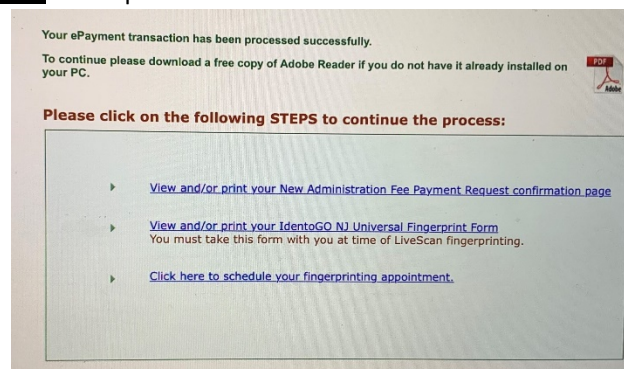 Your ePayment transaction has been processed successfully.
To continue please download a free copy of Adobe Reader if you do not have it already installed on
your PC.
PDF
Adobe
Please click on the following STEPS to continue the process:
View and/or print your New Administration Fee Payment Request confirmation page
View and/or print your IdentoGO NJ Universal Fingerprint Form
You must take this form with you at time of LiveScan fingerprinting.
Click here to schedule your fingerprinting appointment.